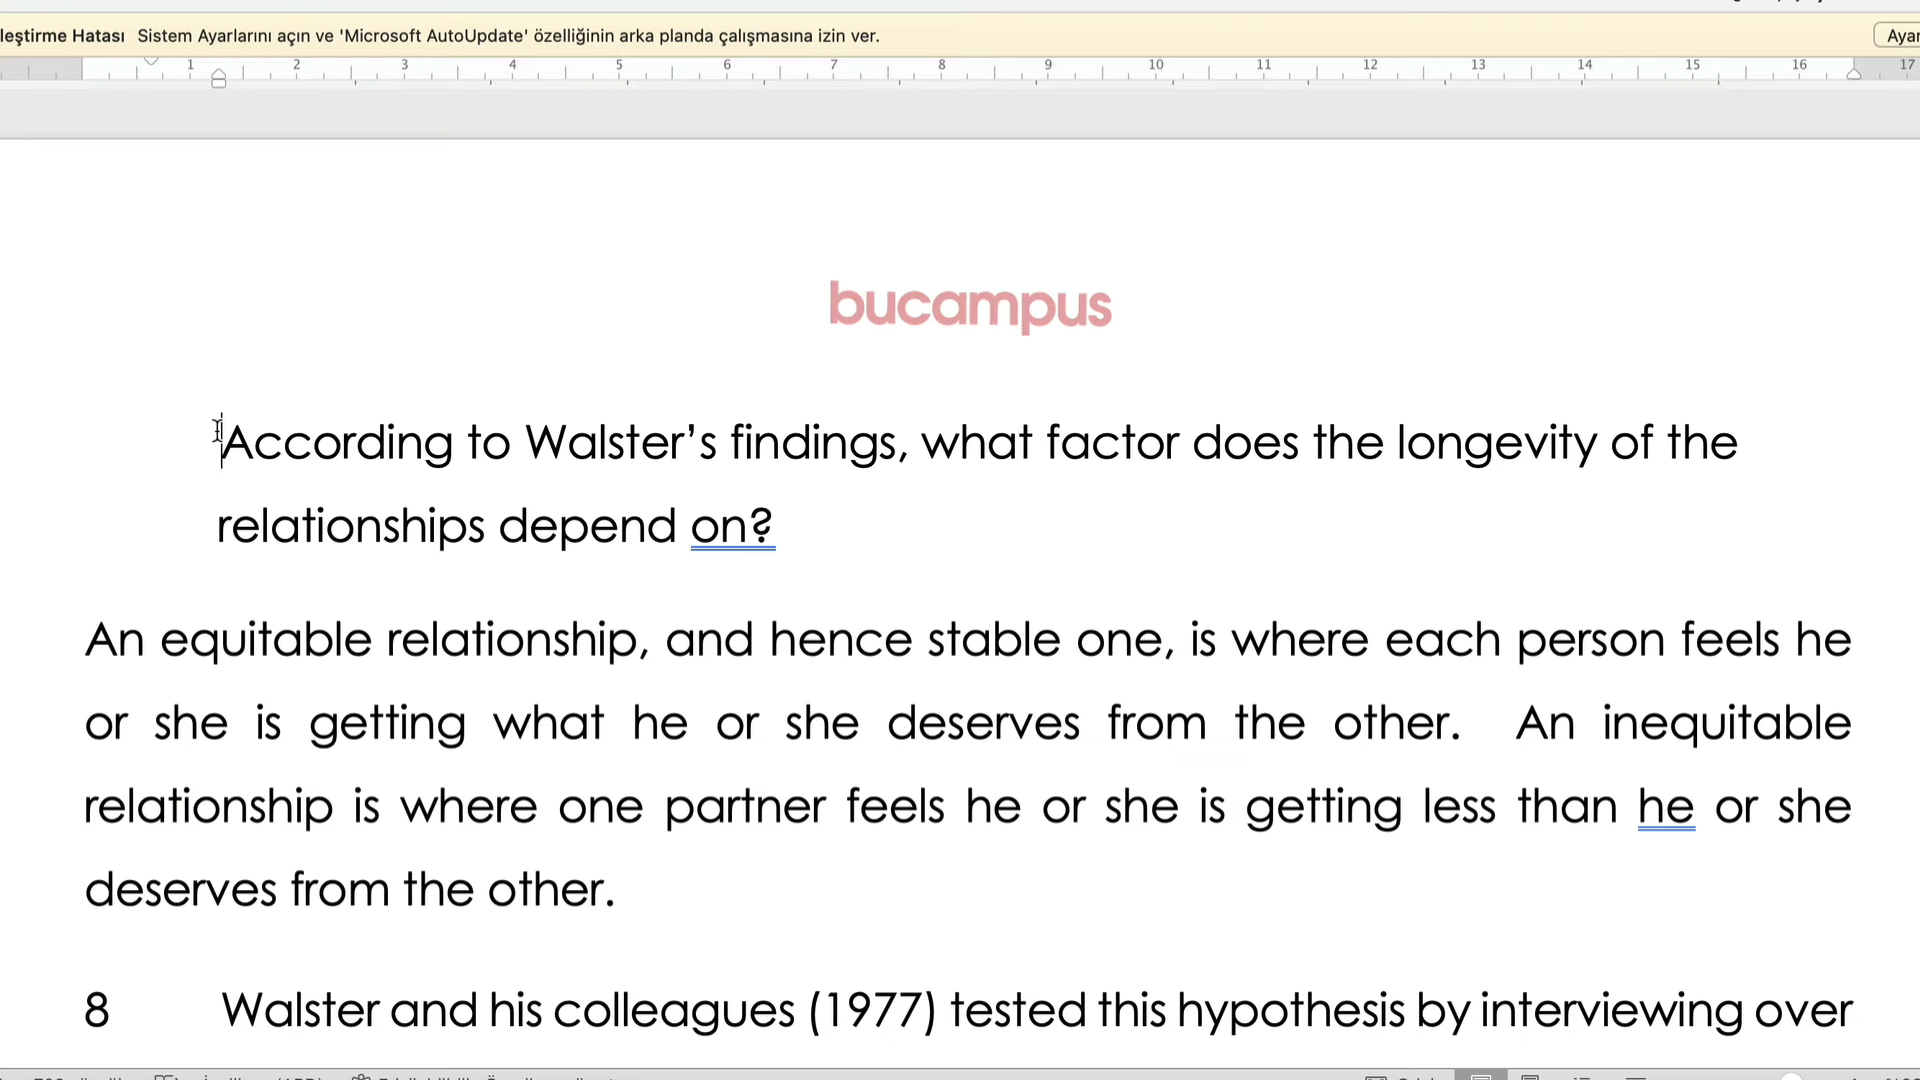 leştirme Hatası Sistem Ayarlarını açın ve 'Microsoft AutoUpdate' özelliğinin arka planda çalışmasına izin ver.
Ayar
1 2 3 4 5 6 7 8 9 10 11 12 13 14 15 16 17
bucampus
According to Walster’s findings, what factor does the longevity of the
relationships depend on?
An equitable relationship, and hence stable one, is where each person feels he
or she is getting what he or she deserves from the other. An inequitable
relationship is where one partner feels he or she is getting less than he or she
deserves from the other.
8 Walster and his colleagues (1977) tested this hypothesis by interviewing over